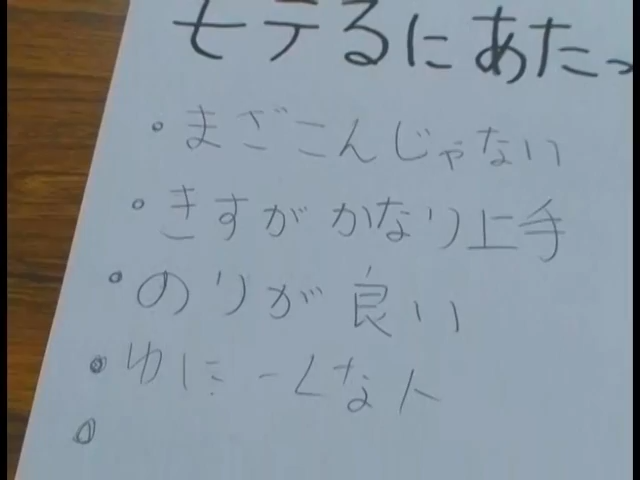 モテるにあたっ
・まざこんじゃない
・きすがかなり上手
・のりが良い
・ゆにーくな人